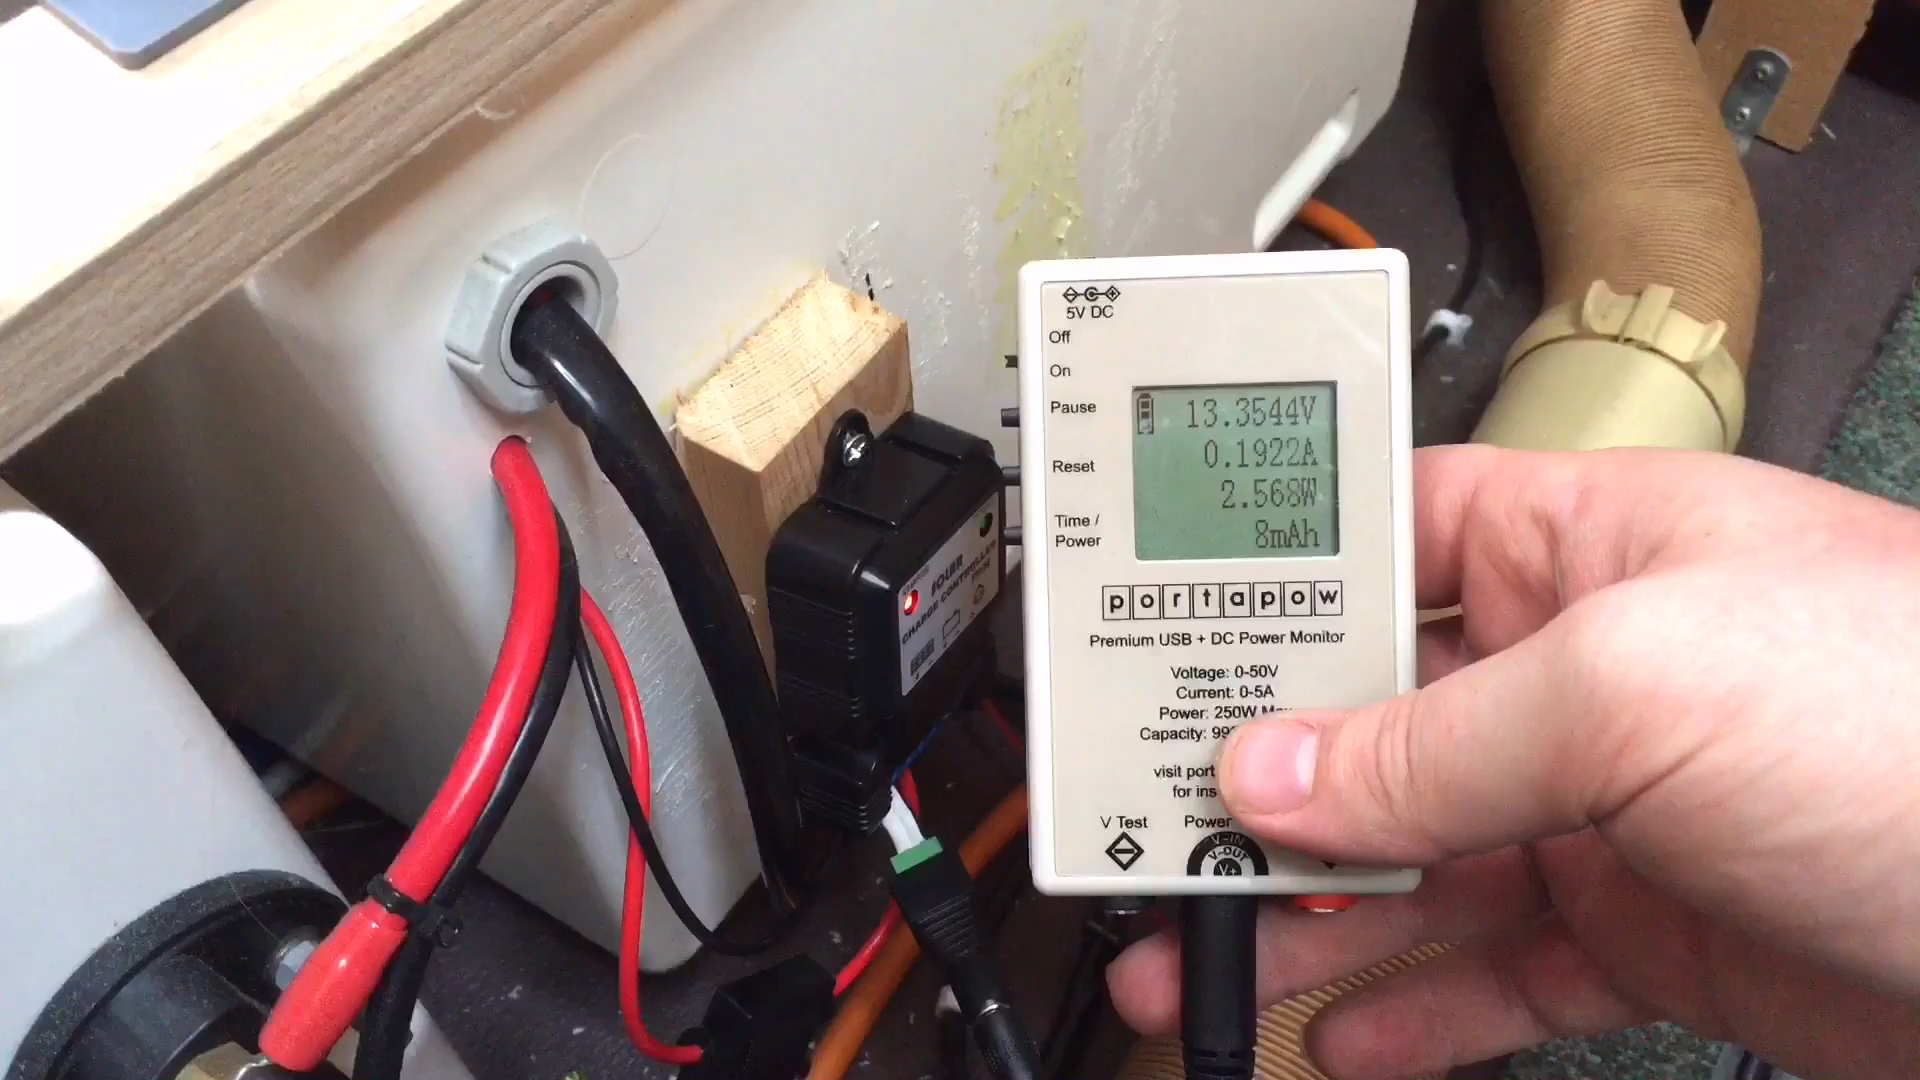 5V DC
Off
On
Pause
Reset
Time /
Power
13.3544V
0.1922A
2.568W
8mAh
portapow
Premium USB + DC Power Monitor
Voltage: 0-50V
Current: 0-5A
Power: 250W
Capacity:
visit
for
V Test
Power
V-IN
V-OUT
V+
SOLAR
CHARGE CONTROLLER